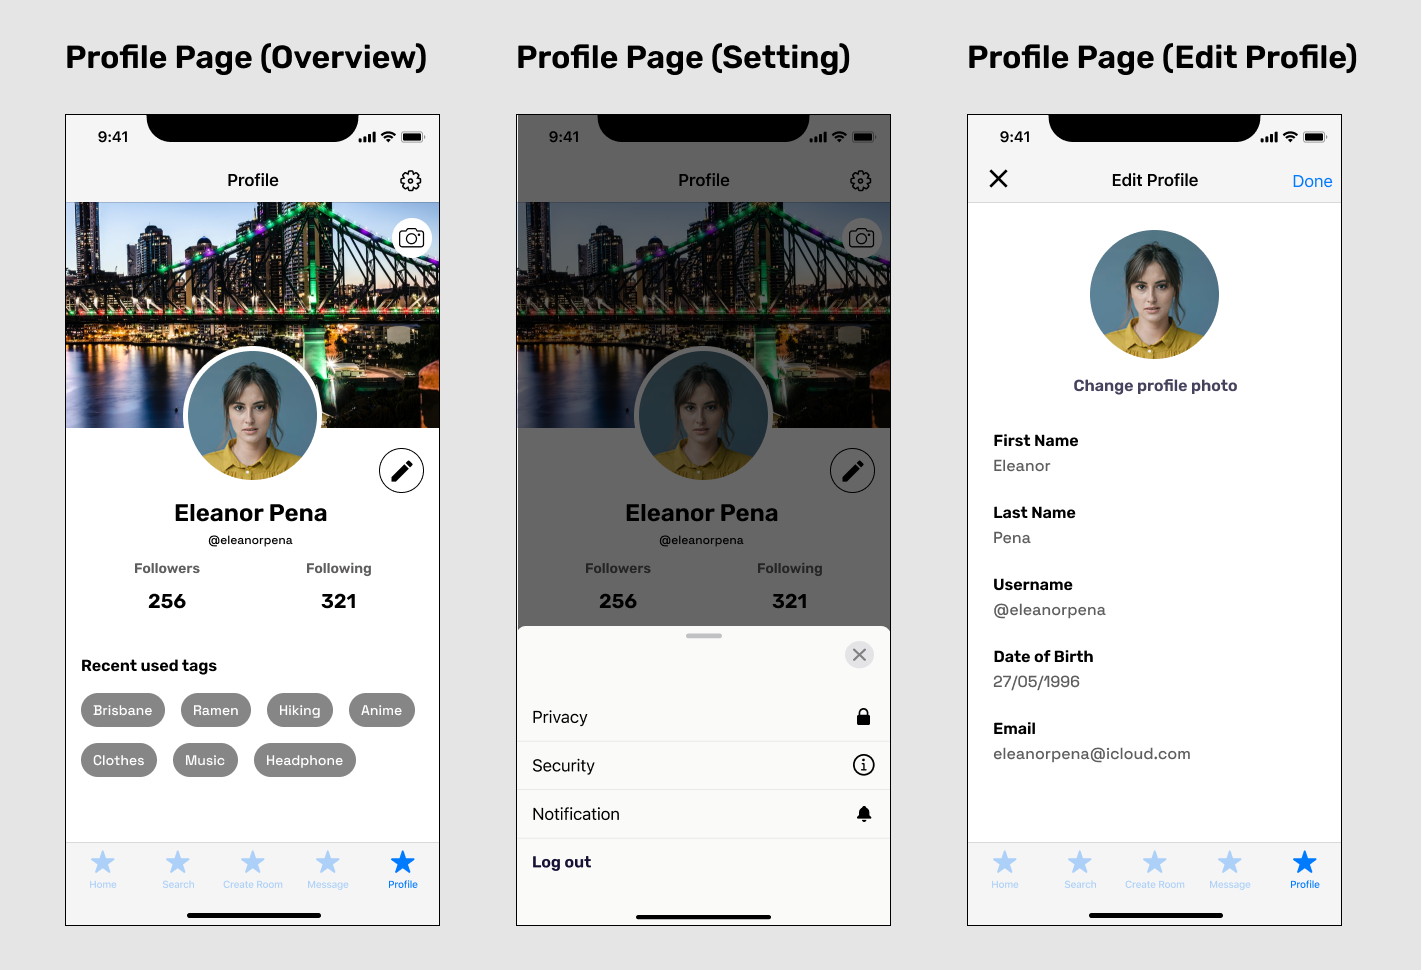 Profile Page (Overview)
9:41
Profile
Eleanor Pena
@eleanorpena
Followers Following
256 321
Recent used tags
Brisbane Ramen Hiking Anime
Clothes Music Headphone
Home Search Create Room Message Profile
Profile Page (Setting)
9:41
Profile
Eleanor Pena
@eleanorpena
Followers Following
256 321
Privacy
Security
Notification
Log out
Profile Page (Edit Profile)
9:41
Edit Profile Done
Change profile photo
First Name
Eleanor
Last Name
Pena
Username
@eleanorpena
Date of Birth
27/05/1996
Email
eleanorpena@icloud.com
Home Search Create Room Message Profile